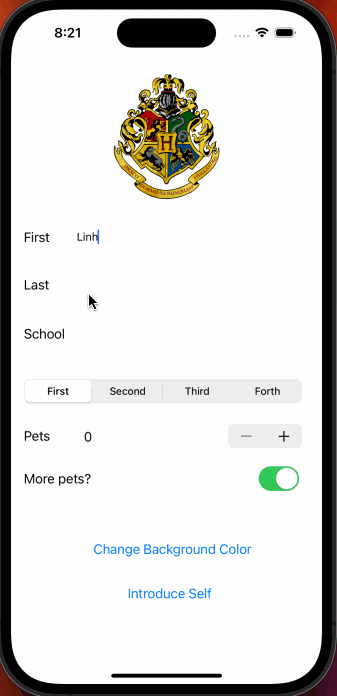 8:21
H
First Linh
Last
School
First Second Third Forth
Pets 0 − +
More pets?
Change Background Color
Introduce Self